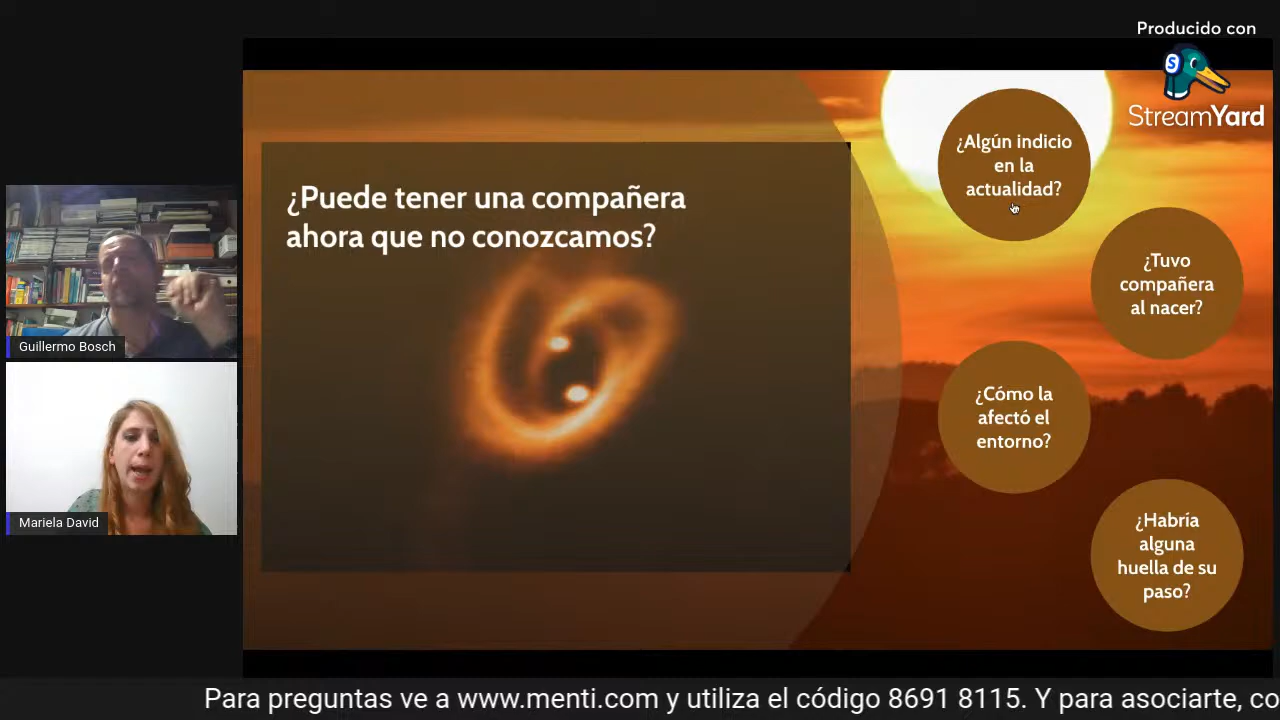 Producido con
S
StreamYard
¿Puede tener una compañera
ahora que no conozcamos?
¿Algún indicio
en la
actualidad?
¿Tuvo
compañera
al nacer?
¿Cómo la
afectó el
entorno?
¿Habría
alguna
huella de su
paso?
Guillermo Bosch
Mariela David
Para preguntas ve a www.menti.com y utiliza el código 8691 8115. Y para asociarte, co